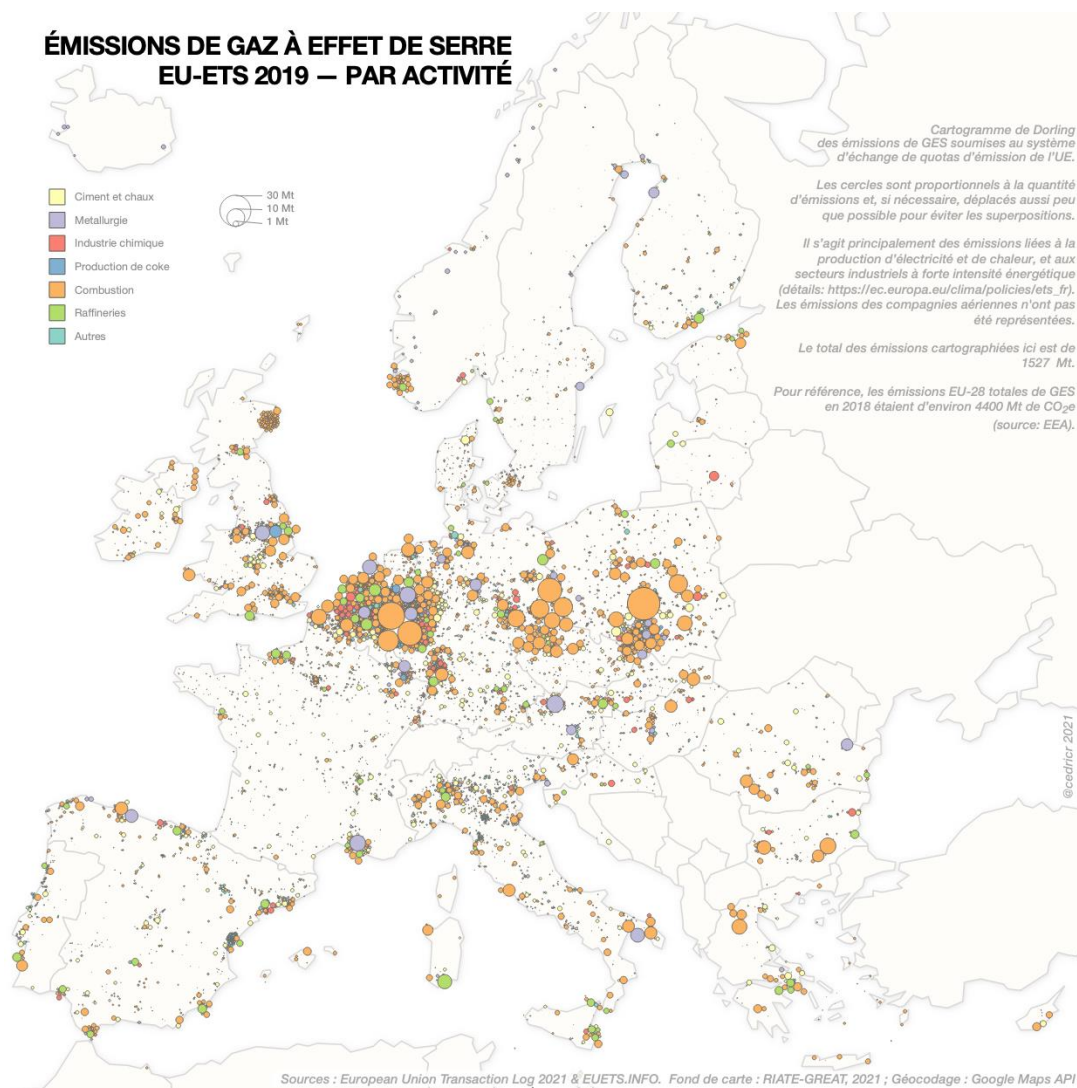 ÉMISSIONS DE GAZ À EFFET DE SERRE
EU-ETS 2019 — PAR ACTIVITÉ
Cartogramme de Dorling
des émissions de GES soumises au système
d'échange de quotas d'émission de l'UE.
Les cercles sont proportionnels à la quantité
d'émissions et, si nécessaire, déplacés aussi peu
que possible pour éviter les superpositions.
Il s'agit principalement des émissions liées à la
production d'électricité et de chaleur, et aux
secteurs industriels à forte intensité énergétique
(détails: https://ec.europa.eu/clima/policies/ets_fr).
Les émissions des compagnies aériennes n'ont pas
été représentées.
Le total des émissions cartographiées ici est de
1527 Mt.
Pour référence, les émissions EU-28 totales de GES
en 2018 étaient d'environ 4400 Mt de CO₂e
(source: EEA).
Ciment et chaux
Metallurgie
Industrie chimique
Production de coke
Combustion
Raffineries
Autres
30 Mt
10 Mt
1 Mt
@cedricr 2021
Sources : European Union Transaction Log 2021 & EUETS.INFO. Fond de carte : RIATE-GREAT, 2021 ; Géocodage : Google Maps API